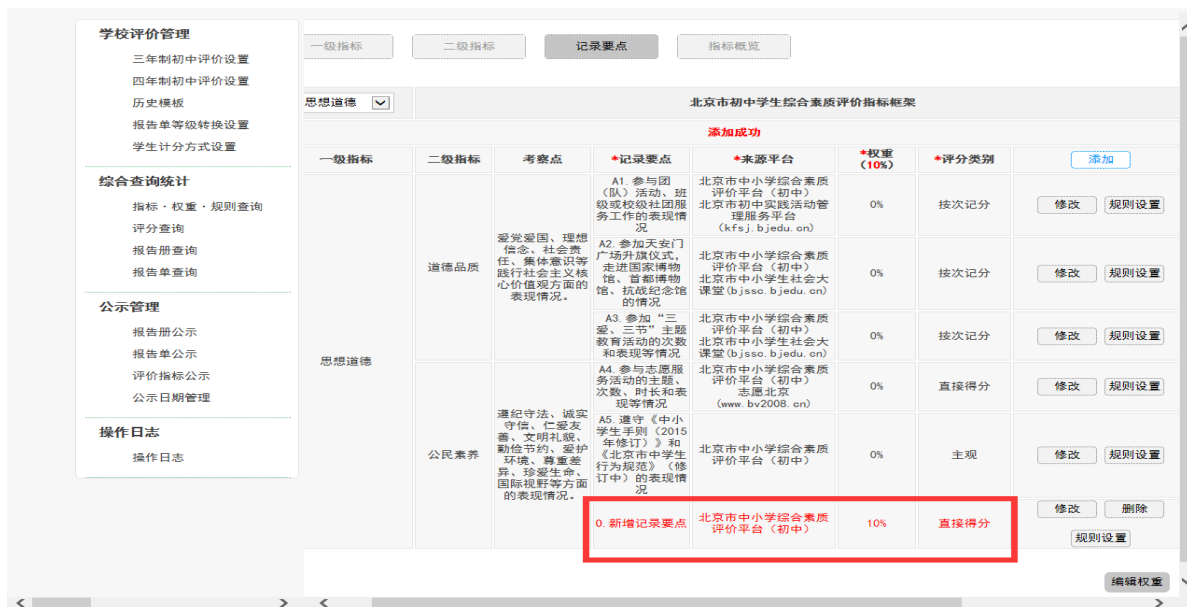 学校评价管理
三年制初中评价设置
四年制初中评价设置
历史模板
报告单等级转换设置
学生计分方式设置
综合查询统计
指标·权重·规则查询
评分查询
报告册查询
报告单查询
公示管理
报告册公示
报告单公示
评价指标公示
公示日期管理
操作日志
操作日志
一级指标
二级指标
记录要点
指标概览
思想道德
北京市初中学生综合素质评价指标框架
添加成功
一级指标
二级指标
考察点
*记录要点
*来源平台
*权重
(10%)
*评分类别
添加
思想道德
道德品质
爱党爱国、理想
信念、社会责
任、集体意识等
践行社会主义核
心价值观方面的
表现情况。
A1. 参与团
（队）活动、班
级或校级社团服
务工作的表现情
况
北京市中小学综合素质
评价平台（初中）
北京市初中实践活动管
理服务平台
(kfsj.bjedu.cn)
0%
按次记分
修改
规则设置
A2. 参加天安门
广场升旗仪式，
走进国家博物
馆、首都博物
馆、抗战纪念馆
的情况
北京市中小学综合素质
评价平台（初中）
北京市中小学生社会大
课堂(bjssc.bjedu.cn)
0%
按次记分
修改
规则设置
A3. 参加“三
爱、三节”主题
教育活动的次数
和表现等情况
北京市中小学综合素质
评价平台（初中）
北京市中小学生社会大
课堂(bjssc.bjedu.cn)
0%
按次记分
修改
规则设置
公民素养
遵纪守法、诚实
守信、仁爱友
善、文明礼貌、
勤俭节约、爱护
环境、尊重差
异、珍爱生命、
国际视野等方面
的表现情况。
A4. 参与志愿服
务活动的主题、
次数、时长和表
现等情况
北京市中小学综合素质
评价平台（初中）
志愿北京
(www.bv2008.cn)
0%
直接得分
修改
规则设置
A5. 遵守《中小
学生手则（2015
年修订）》和
《北京市中学生
行为规范》（修
订中）的表现情
况
北京市中小学综合素质
评价平台（初中）
0%
主观
修改
规则设置
0. 新增记录要点
北京市中小学综合素质
评价平台（初中）
10%
直接得分
修改
删除
规则设置
编辑权重